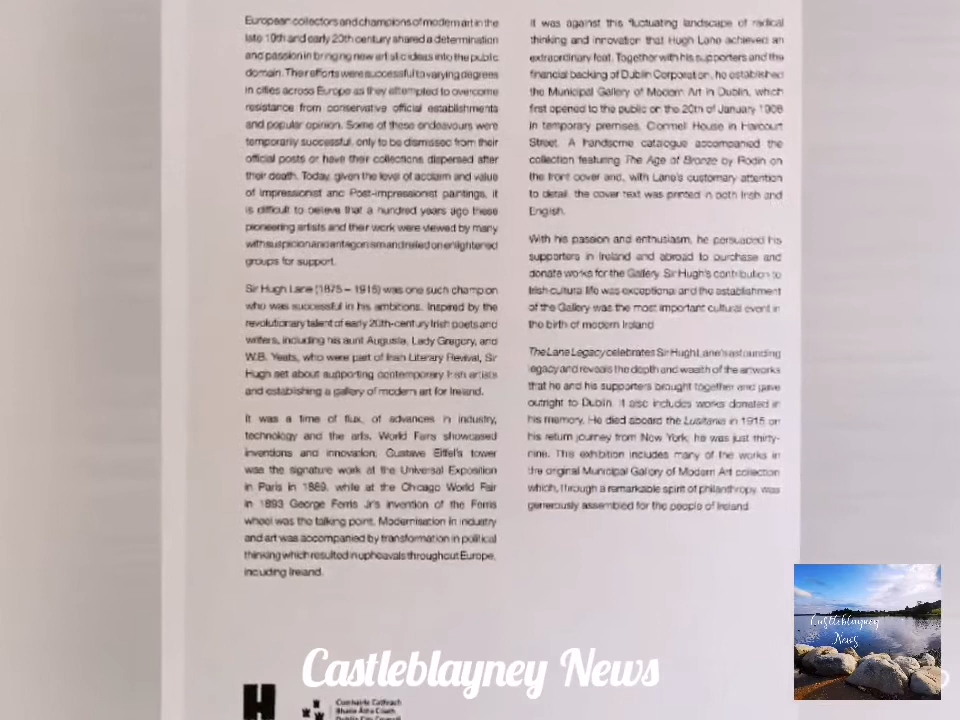 European collectors and champions of modern art in the
late 19th and early 20th century shared a determination
and passion in bringing new artistic ideas into the public
domain. Their efforts were successful to varying degrees
in cities across Europe as they attempted to overcome
resistance from conservative official establishments
and popular opinion. Some of these endeavours were
temporarily successful, only to be dismissed from their
official posts or have their collections dispersed after
their death. Today, given the level of acclaim and value
of Impressionist and Post-Impressionist paintings, it
is difficult to believe that a hundred years ago these
pioneering artists and their work were viewed by many
with suspicion and antagonism and relied on enlightened
groups for support.
Sir Hugh Lane (1875 – 1915) was one such champion
who was successful in his ambitions. Inspired by the
revolutionary talent of early 20th-century Irish poets and
writers, including his aunt Augusta, Lady Gregory, and
W.B. Yeats, who were part of Irish Literary Revival, Sir
Hugh set about supporting contemporary Irish artists
and establishing a gallery of modern art for Ireland.
It was a time of flux, of advances in industry,
technology and the arts. World Fairs showcased
inventions and innovation. Gustave Eiffel's tower
was the signature work at the Universal Exposition
in Paris in 1889, while at the Chicago World Fair
in 1893 George Ferris Jr's invention of the Ferris
wheel was the talking point. Modernisation in industry
and art was accompanied by transformation in political
thinking which resulted in upheavals throughout Europe,
including Ireland.
It was against this fluctuating landscape of radical
thinking and innovation that Hugh Lane achieved an
extraordinary feat. Together with his supporters and the
financial backing of Dublin Corporation, he established
the Municipal Gallery of Modern Art in Dublin, which
first opened to the public on the 20th of January 1908
in temporary premises, Clonmell House in Harcourt
Street. A handsome catalogue accompanied the
collection featuring The Age of Bronze by Rodin on
the front cover and, with Lane's customary attention
to detail, the cover text was printed in both Irish and
English.
With his passion and enthusiasm, he persuaded his
supporters in Ireland and abroad to purchase and
donate works for the Gallery. Sir Hugh's contribution to
Irish cultural life was exceptional and the establishment
of the Gallery was the most important cultural event in
the birth of modern Ireland
The Lane Legacy celebrates Sir Hugh Lane's astounding
legacy and reveals the depth and wealth of the artworks
that he and his supporters brought together and gave
outright to Dublin. It also includes works donated in
his memory. He died aboard the Lusitania in 1915 on
his return journey from New York, he was just thirty-
nine. This exhibition includes many of the works in
the original Municipal Gallery of Modern Art collection
which, through a remarkable spirit of philanthropy, was
generously assembled for the people of Ireland
Castleblayney
News
Castleblayney News
H
Comhairle Cathrach
Bhaile Átha Cliath
Dublin City Council